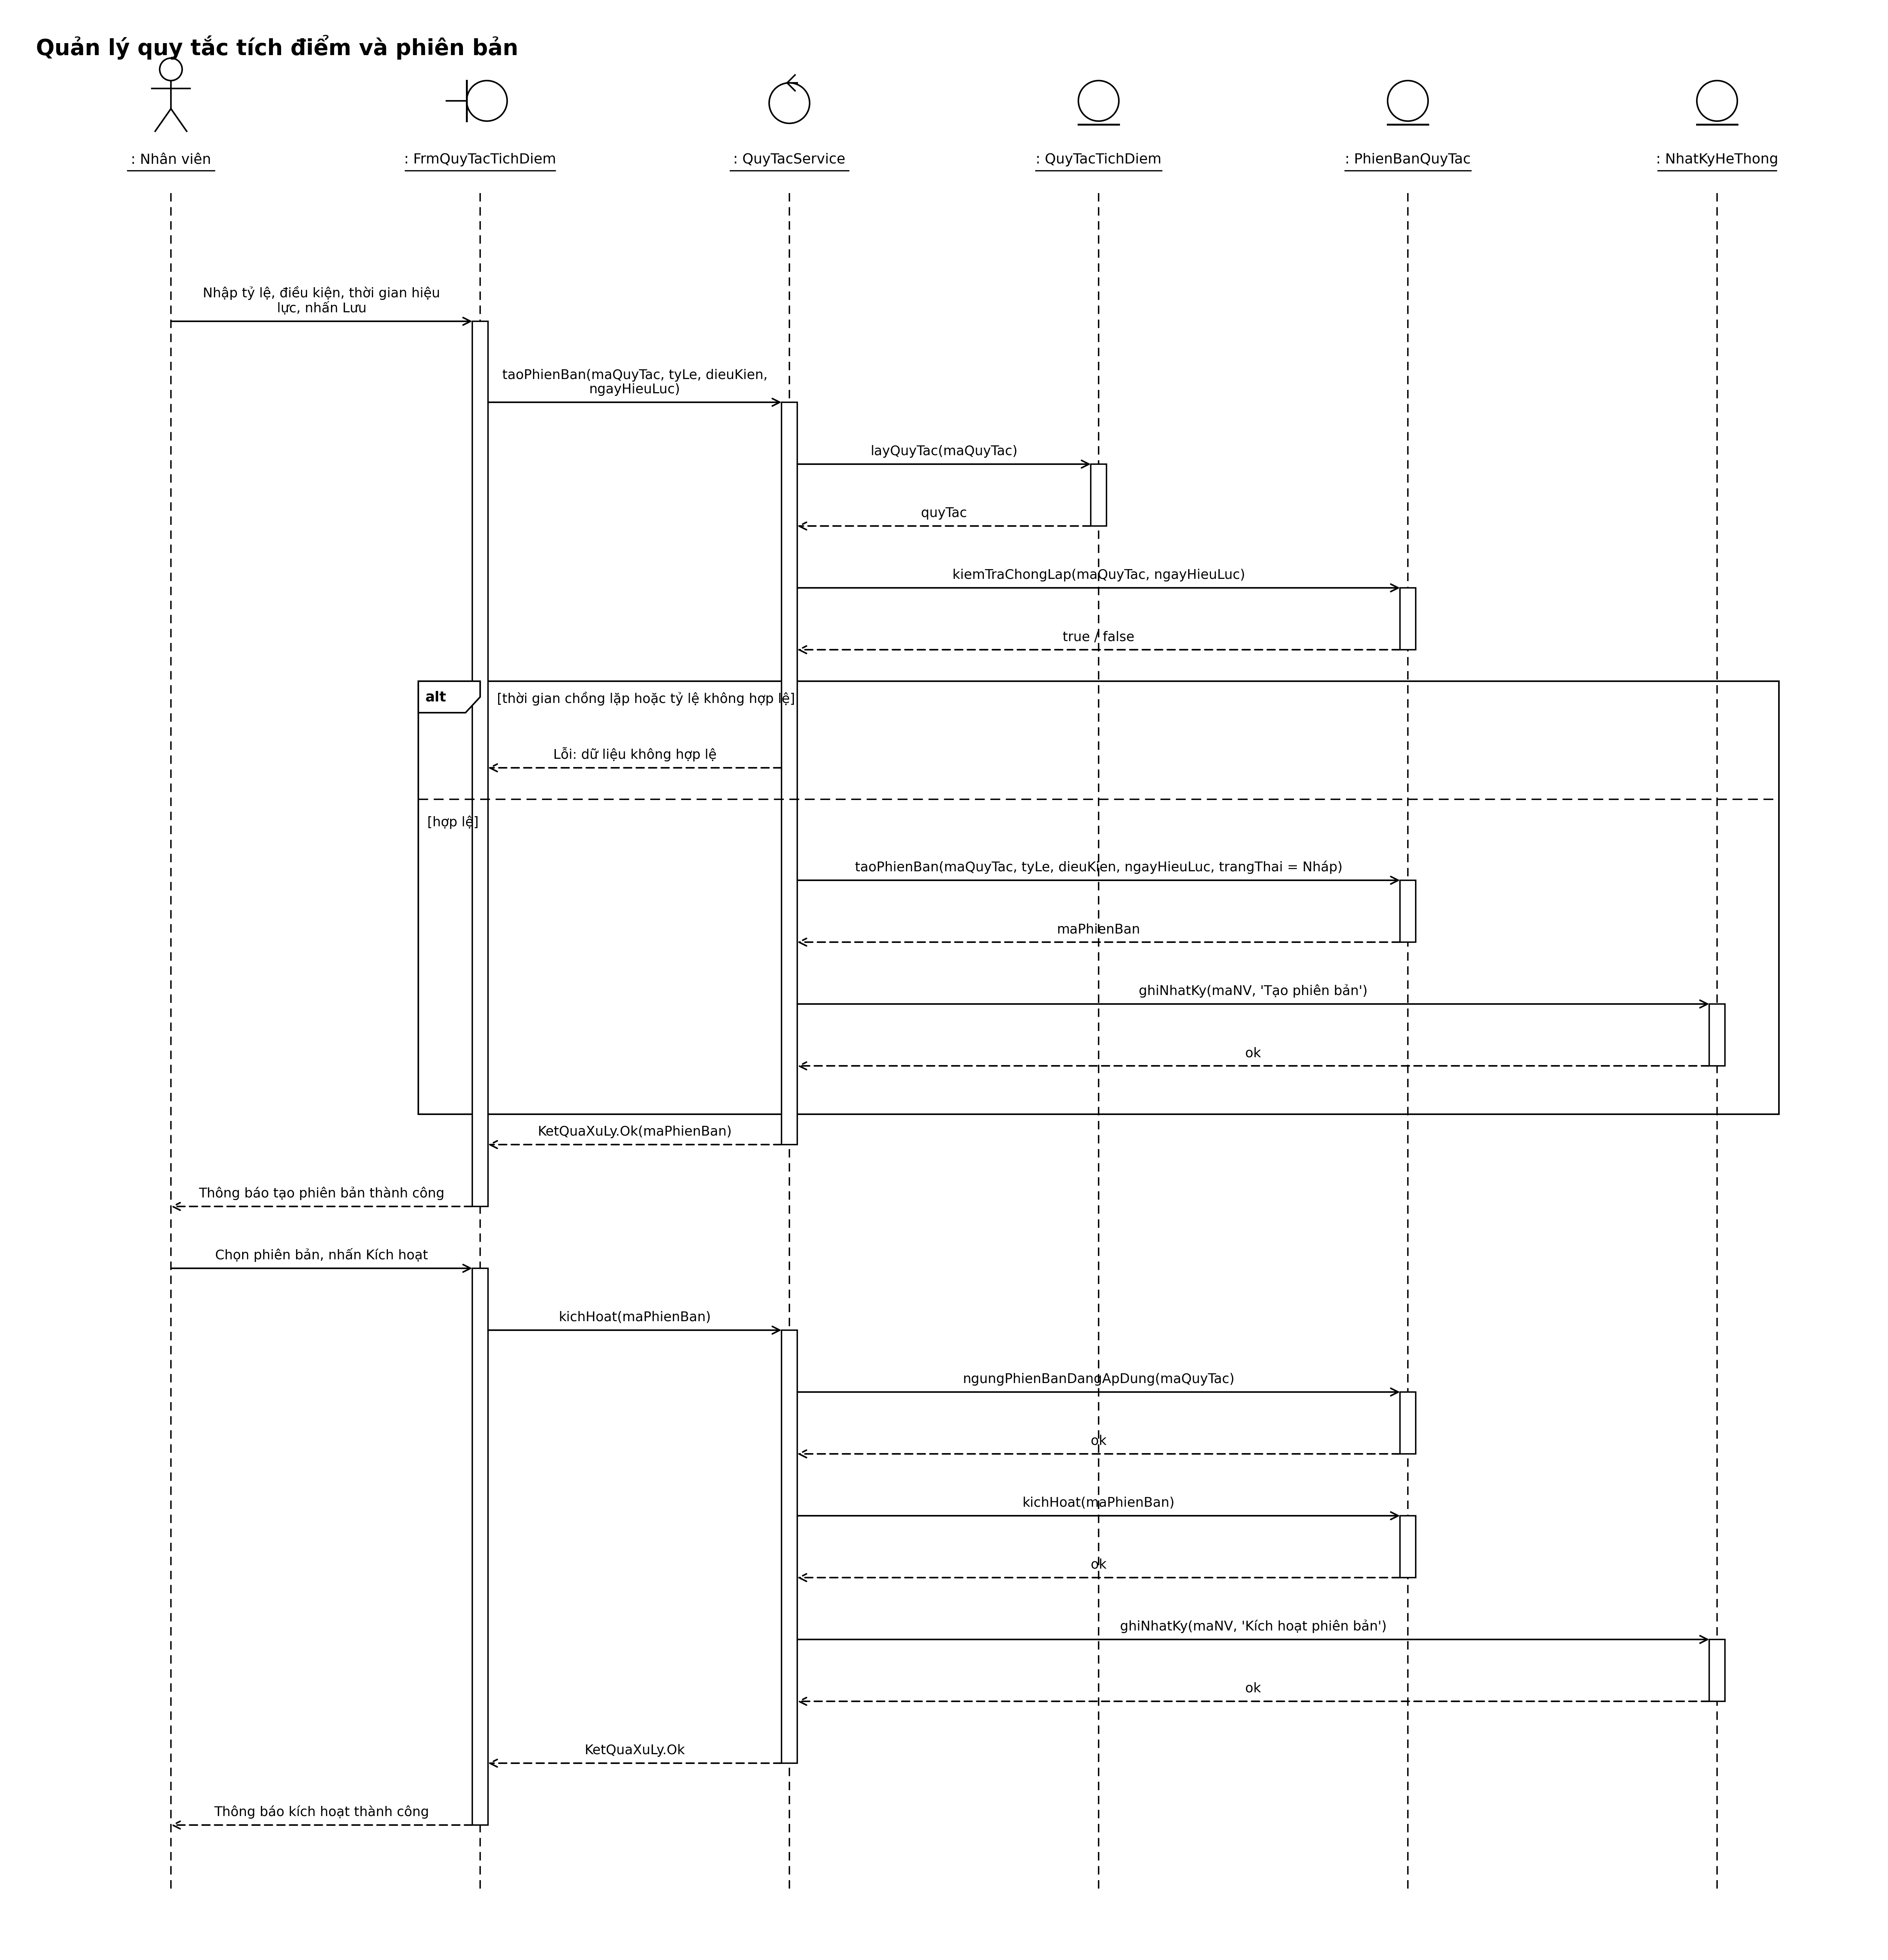 Quản lý quy tắc tích điểm và phiên bản
: Nhân viên
: FrmQuyTacTichDiem
: QuyTacService
: QuyTacTichDiem
: PhienBanQuyTac
: NhatKyHeThong
Nhập tỷ lệ, điều kiện, thời gian hiệu
lực, nhấn Lưu
taoPhienBan(maQuyTac, tyLe, dieuKien,
ngayHieuLuc)
layQuyTac(maQuyTac)
quyTac
kiemTraChongLap(maQuyTac, ngayHieuLuc)
true / false
alt
[thời gian chồng lặp hoặc tỷ lệ không hợp lệ]
Lỗi: dữ liệu không hợp lệ
[hợp lệ]
taoPhienBan(maQuyTac, tyLe, dieuKien, ngayHieuLuc, trangThai = Nháp)
maPhienBan
ghiNhatKy(maNV, 'Tạo phiên bản')
ok
KetQuaXuLy.Ok(maPhienBan)
Thông báo tạo phiên bản thành công
Chọn phiên bản, nhấn Kích hoạt
kichHoat(maPhienBan)
ngungPhienBanDangApDung(maQuyTac)
ok
kichHoat(maPhienBan)
ok
ghiNhatKy(maNV, 'Kích hoạt phiên bản')
ok
KetQuaXuLy.Ok
Thông báo kích hoạt thành công